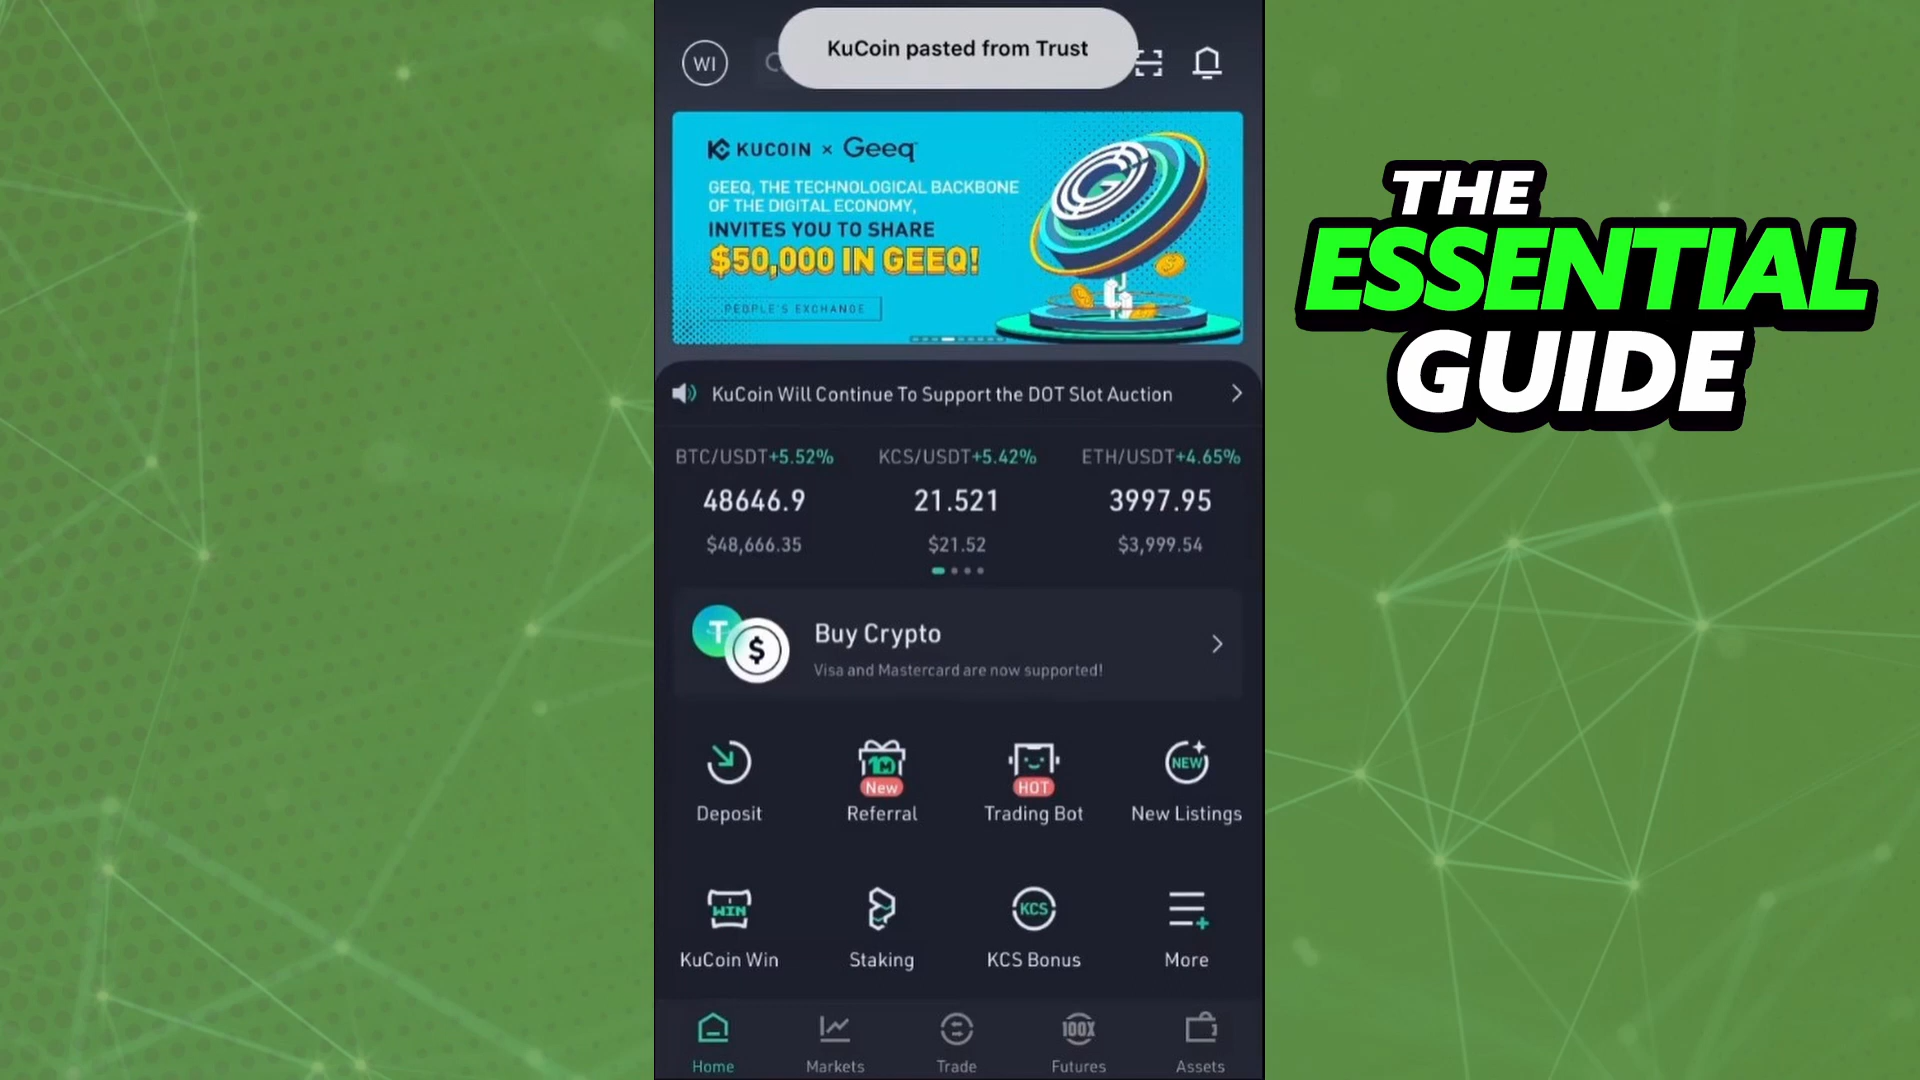 KuCoin pasted from Trust
WI
KUCOIN × Geeq
GEEQ, THE TECHNOLOGICAL BACKBONE
OF THE DIGITAL ECONOMY,
INVITES YOU TO SHARE
$50,000 IN GEEQ!
PEOPLE'S EXCHANGE
KuCoin Will Continue To Support the DOT Slot Auction
BTC/USDT+5.52% KCS/USDT+5.42% ETH/USDT+4.65%
48646.9 21.521 3997.95
$48,666.35 $21.52 $3,999.54
Buy Crypto
Visa and Mastercard are now supported!
T $
1M NEW
New HOT
Deposit Referral Trading Bot New Listings
WIN KCS
KuCoin Win Staking KCS Bonus More
100X
Home Markets Trade Futures Assets
THE
ESSENTIAL
GUIDE